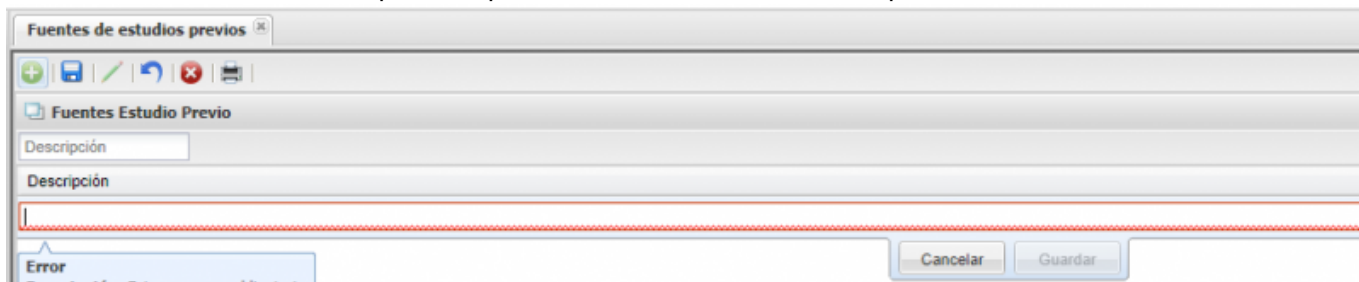 Fuentes de estudios previos
Fuentes Estudio Previo
Descripción
Descripción
Cancelar Guardar
Error